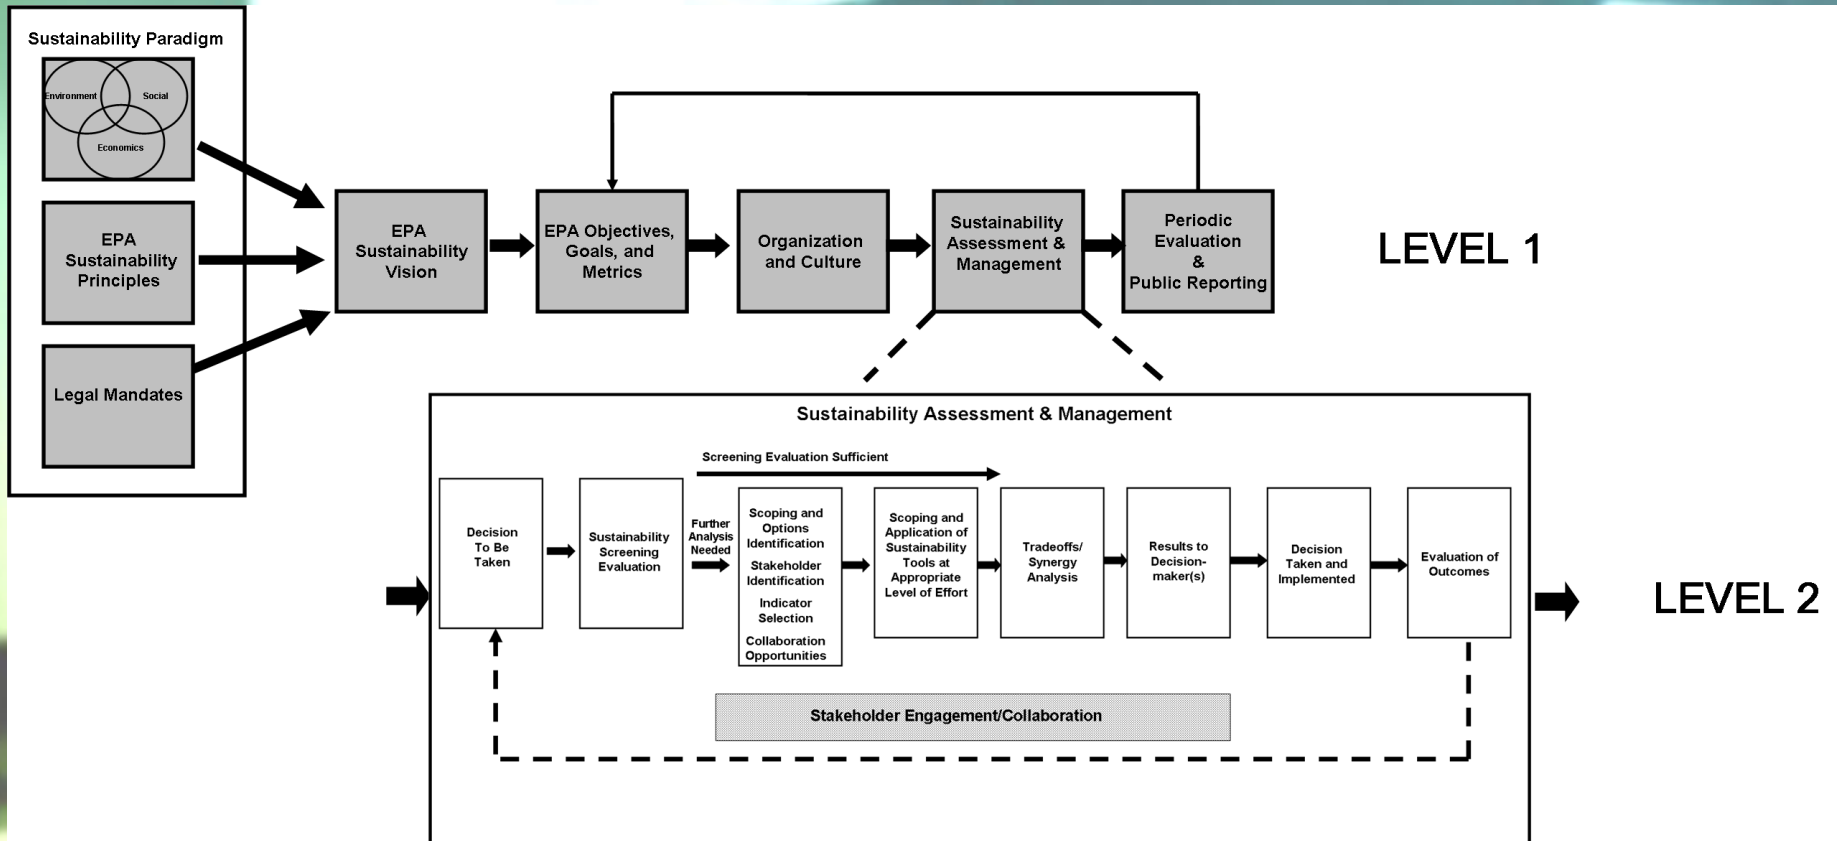 Sustainability Paradigm
Environment
Social
Economics
EPA
Sustainability
Principles
Legal Mandates
EPA
Sustainability
Vision
EPA Objectives,
Goals, and
Metrics
Organization
and Culture
Sustainability
Assessment &
Management
Periodic
Evaluation
&
Public Reporting
LEVEL 1
Sustainability Assessment & Management
Screening Evaluation Sufficient
Decision
To Be
Taken
Sustainability
Screening
Evaluation
Further
Analysis
Needed
Scoping and
Options
Identification
Stakeholder
Identification
Indicator
Selection
Collaboration
Opportunities
Scoping and
Application of
Sustainability
Tools at
Appropriate
Level of Effort
Tradeoffs/
Synergy
Analysis
Results to
Decision-
maker(s)
Decision
Taken and
Implemented
Evaluation of
Outcomes
LEVEL 2
Stakeholder Engagement/Collaboration